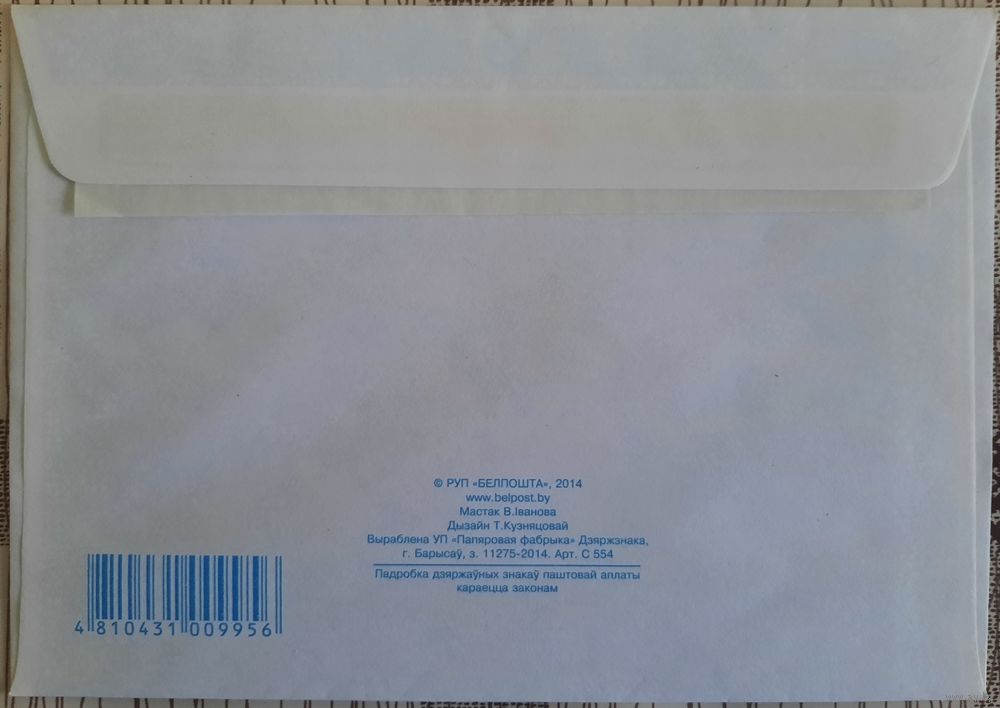 © РУП «БЕЛПОШТА», 2014
www.belpost.by
Мастак В.Іванова
Дызайн Т.Кузняцовай
Выраблена УП «Папяровая фабрыка» Дзяржзнака,
г. Барысаў, з. 11275-2014. Арт. С 554
Падробка дзяржаўных знакаў паштовай аплаты
караецца законам
4 810431 009956